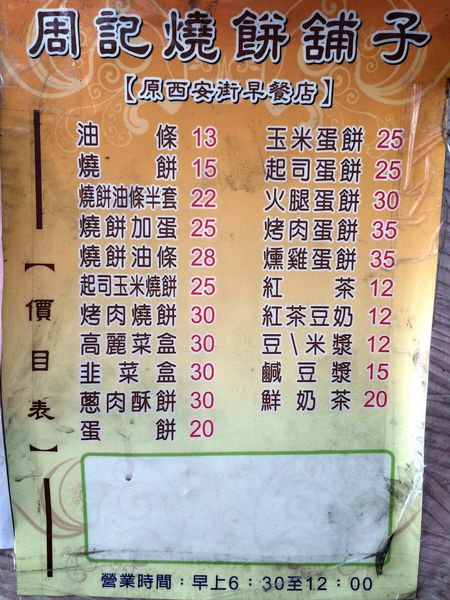 周記燒餅舖子
【原西安街早餐店】
【價目表】
油條 13
燒餅 15
燒餅油條半套 22
燒餅加蛋 25
燒餅油條 28
起司玉米燒餅 25
烤肉燒餅 30
高麗菜盒 30
韭菜盒 30
蔥肉酥餅 30
蛋餅 20
玉米蛋餅 25
起司蛋餅 25
火腿蛋餅 30
烤肉蛋餅 35
燻雞蛋餅 35
紅茶 12
紅茶豆奶 12
豆\米漿 12
鹹豆漿 15
鮮奶茶 20
營業時間：早上6：30至12：00